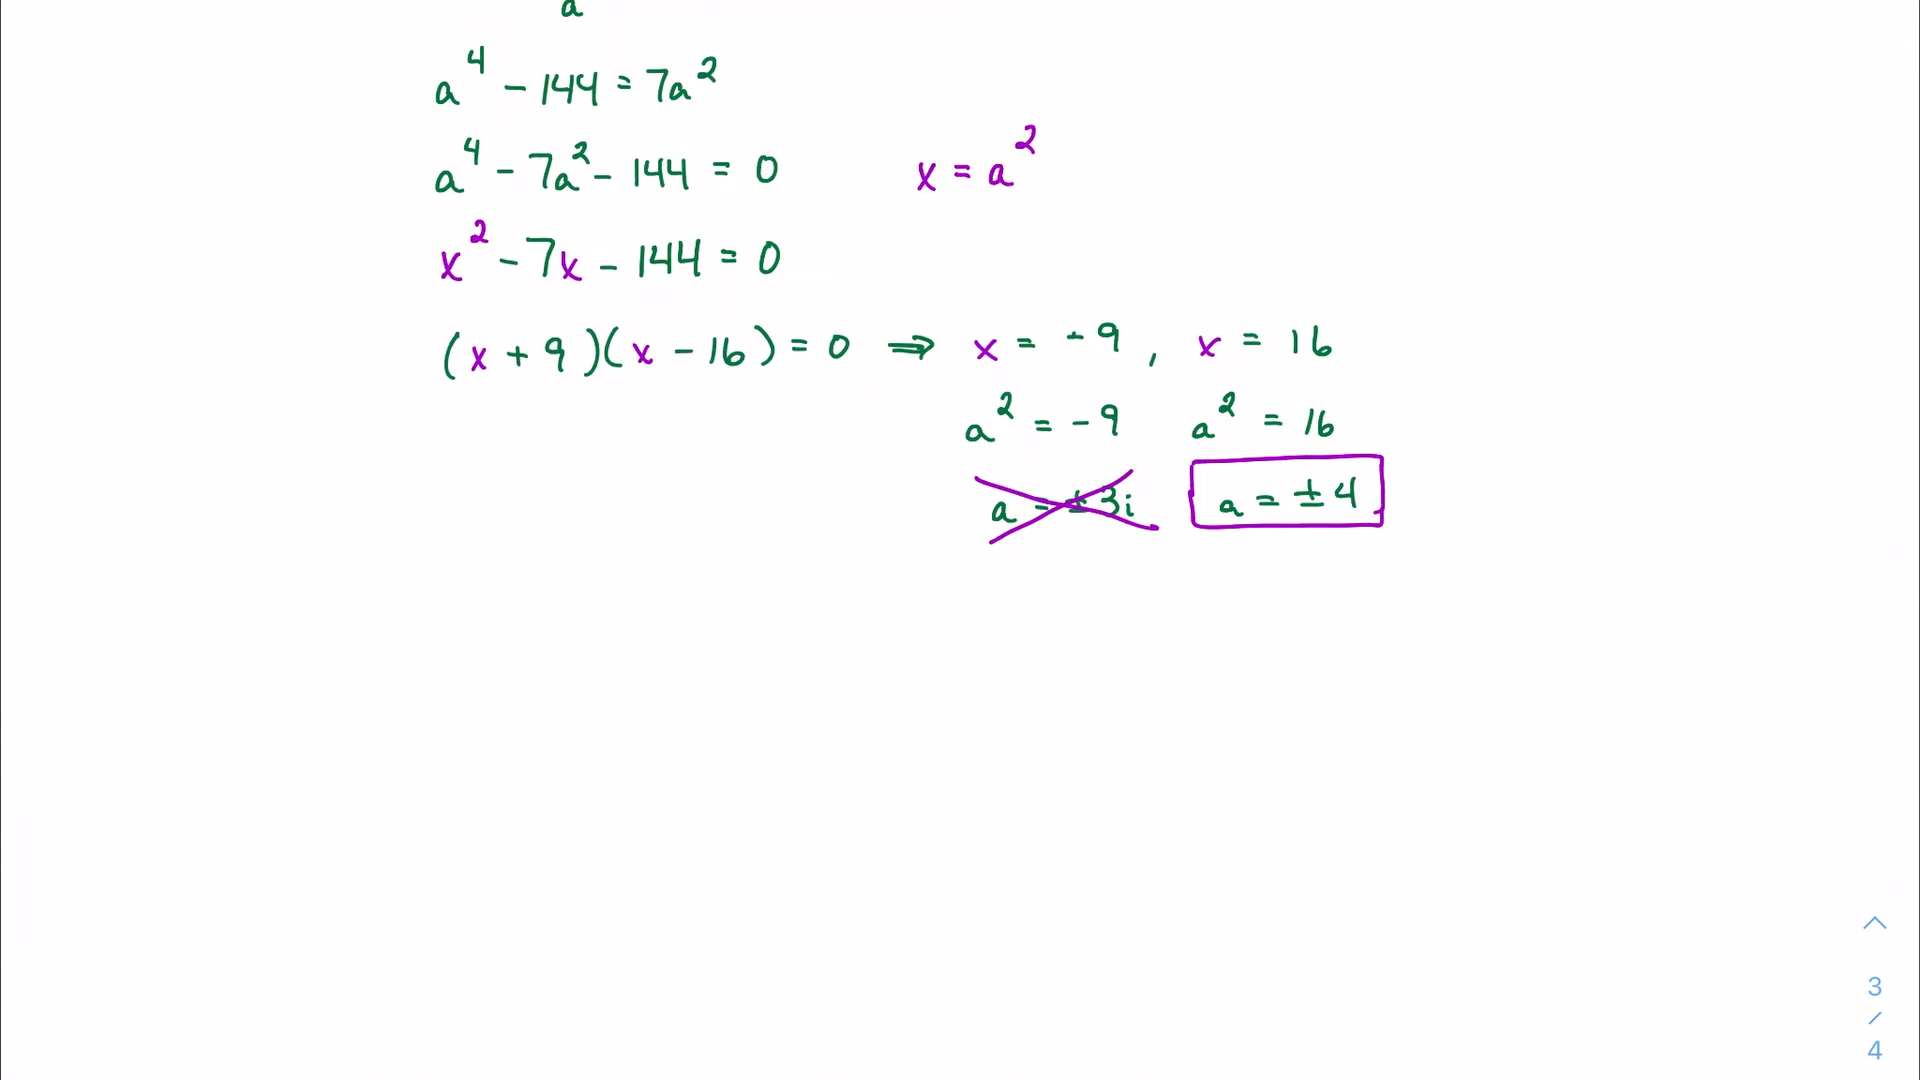 a
a⁴ - 144 = 7a²
a⁴ - 7a² - 144 = 0 x = a²
x² - 7x - 144 = 0
(x + 9)(x - 16) = 0 ⇒ x = -9, x = 16
a² = -9 a² = 16
a = ±3i a = ±4
3
/
4